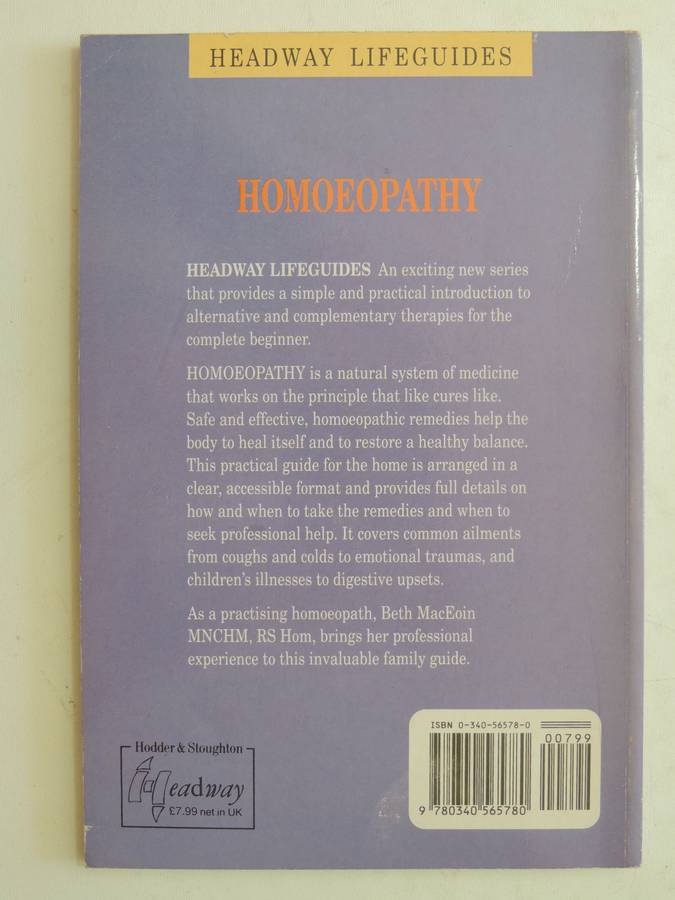 HEADWAY LIFEGUIDES
HOMOEOPATHY
HEADWAY LIFEGUIDES An exciting new series
that provides a simple and practical introduction to
alternative and complementary therapies for the
complete beginner.
HOMOEOPATHY is a natural system of medicine
that works on the principle that like cures like.
Safe and effective, homoeopathic remedies help the
body to heal itself and to restore a healthy balance.
This practical guide for the home is arranged in a
clear, accessible format and provides full details on
how and when to take the remedies and when to
seek professional help. It covers common ailments
from coughs and colds to emotional traumas, and
children's illnesses to digestive upsets.
As a practising homoeopath, Beth MacEoin
MNCHM, RS Hom, brings her professional
experience to this invaluable family guide.
Hodder & Stoughton
Headway
£7.99 net in UK
ISBN 0-340-56578-0
00799
9 780340 565780